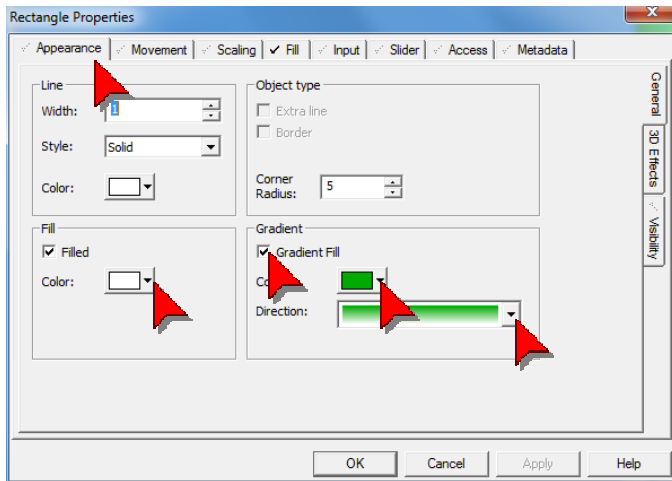 Rectangle Properties
Appearance Movement Scaling Fill Input Slider Access Metadata
Line
Width: 1
Style: Solid
Color:
Object type
Extra line
Border
Corner
Radius: 5
Fill
Filled
Color:
Gradient
Gradient Fill
Direction:
General
3D Effects
Visibility
OK Cancel Apply Help